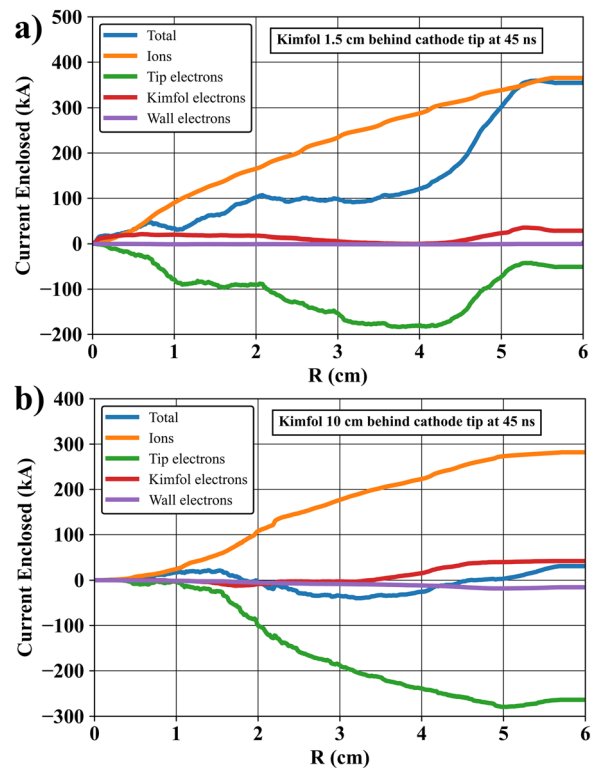 a)
Kimfol 1.5 cm behind cathode tip at 45 ns
Total
Ions
Tip electrons
Kimfol electrons
Wall electrons
Current Enclosed (kA)
500
400
300
200
100
0
−100
−200
0 1 2 3 4 5 6
R (cm)
b)
Kimfol 10 cm behind cathode tip at 45 ns
Total
Ions
Tip electrons
Kimfol electrons
Wall electrons
Current Enclosed (kA)
400
300
200
100
0
−100
−200
−300
0 1 2 3 4 5 6
R (cm)